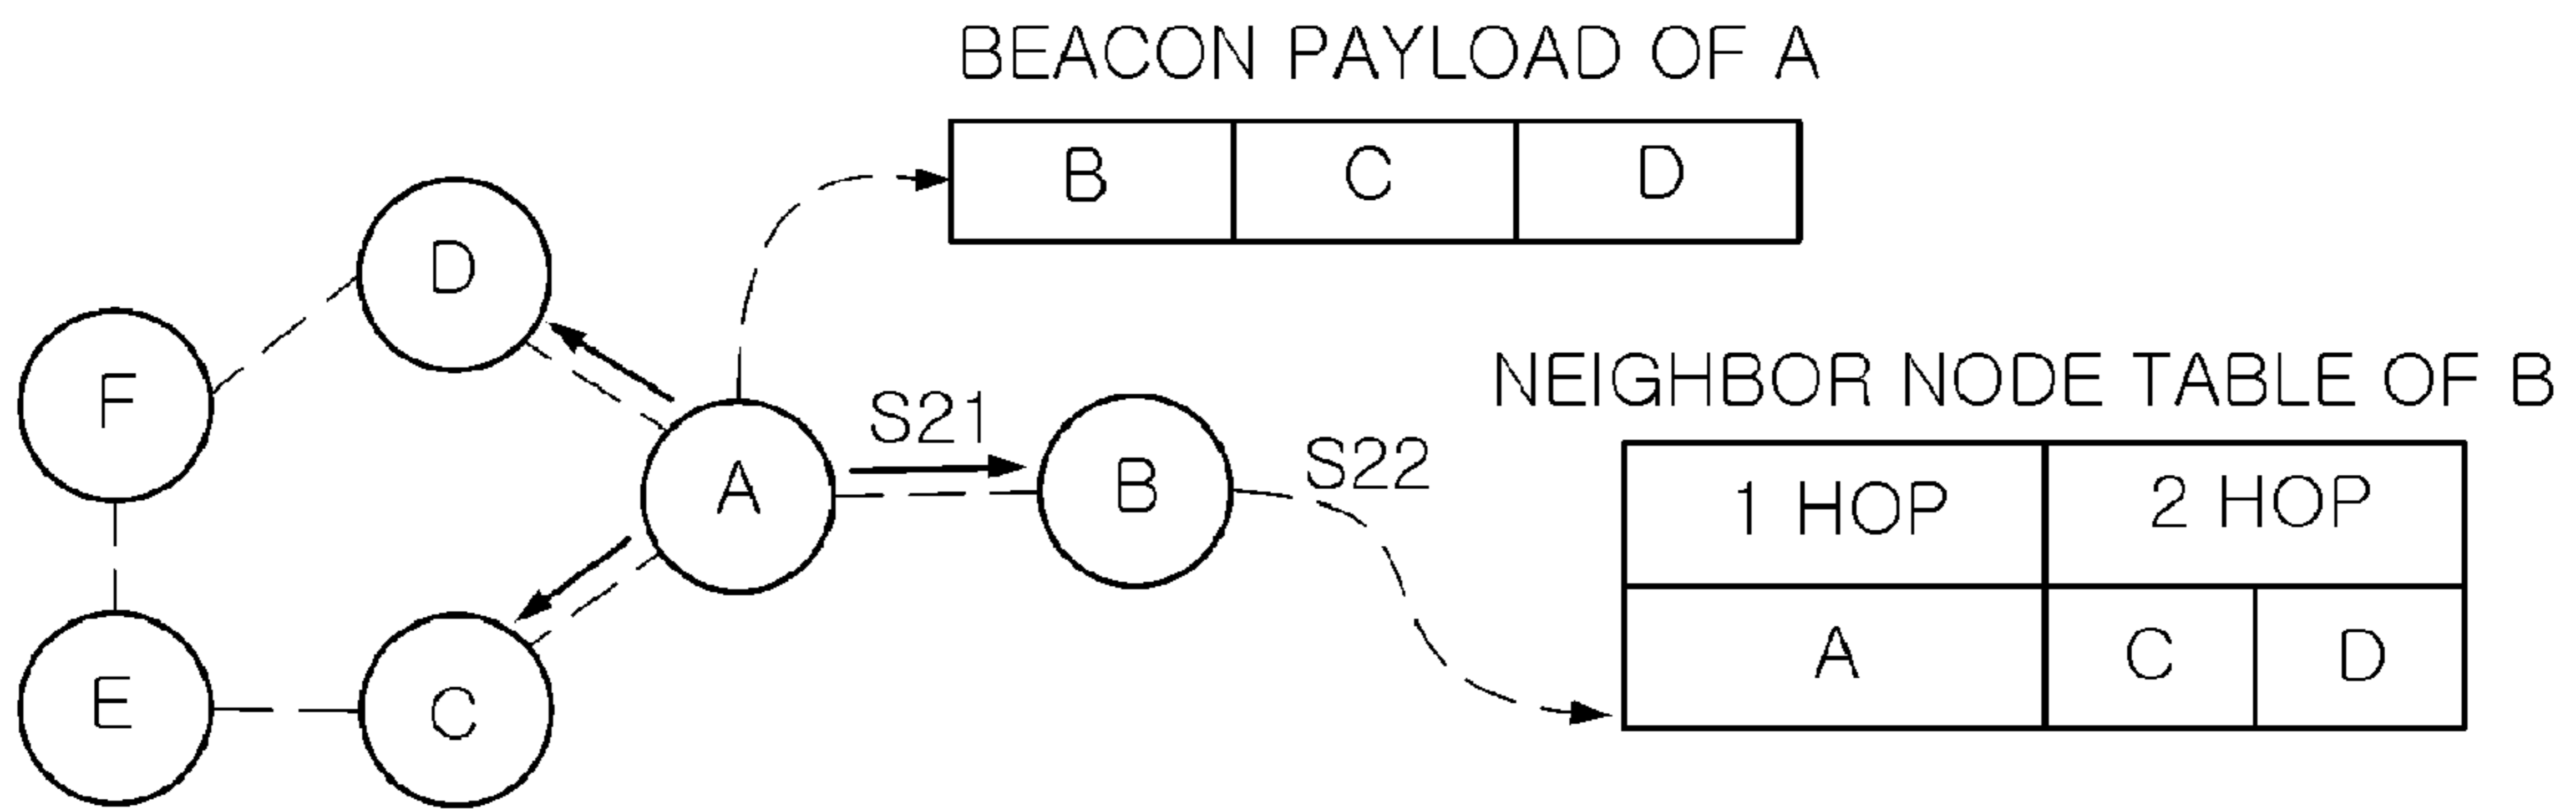 BEACON PAYLOAD OF A
B C D
D
F
NEIGHBOR NODE TABLE OF B
S21
A
B
S22
1 HOP 2 HOP
A C D
E
C